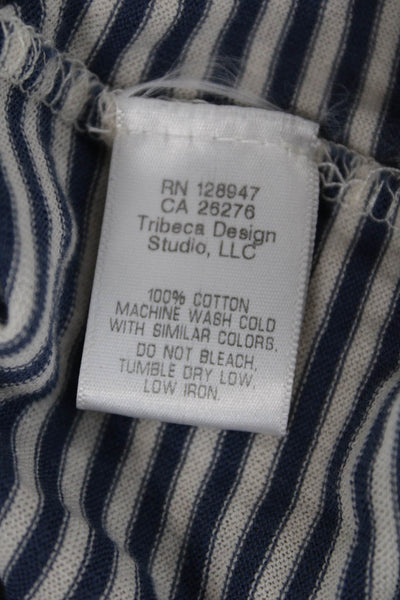 RN 128947
CA 26276
Tribeca Design
Studio, LLC
100% COTTON
MACHINE WASH COLD
WITH SIMILAR COLORS.
DO NOT BLEACH,
TUMBLE DRY LOW,
LOW IRON.